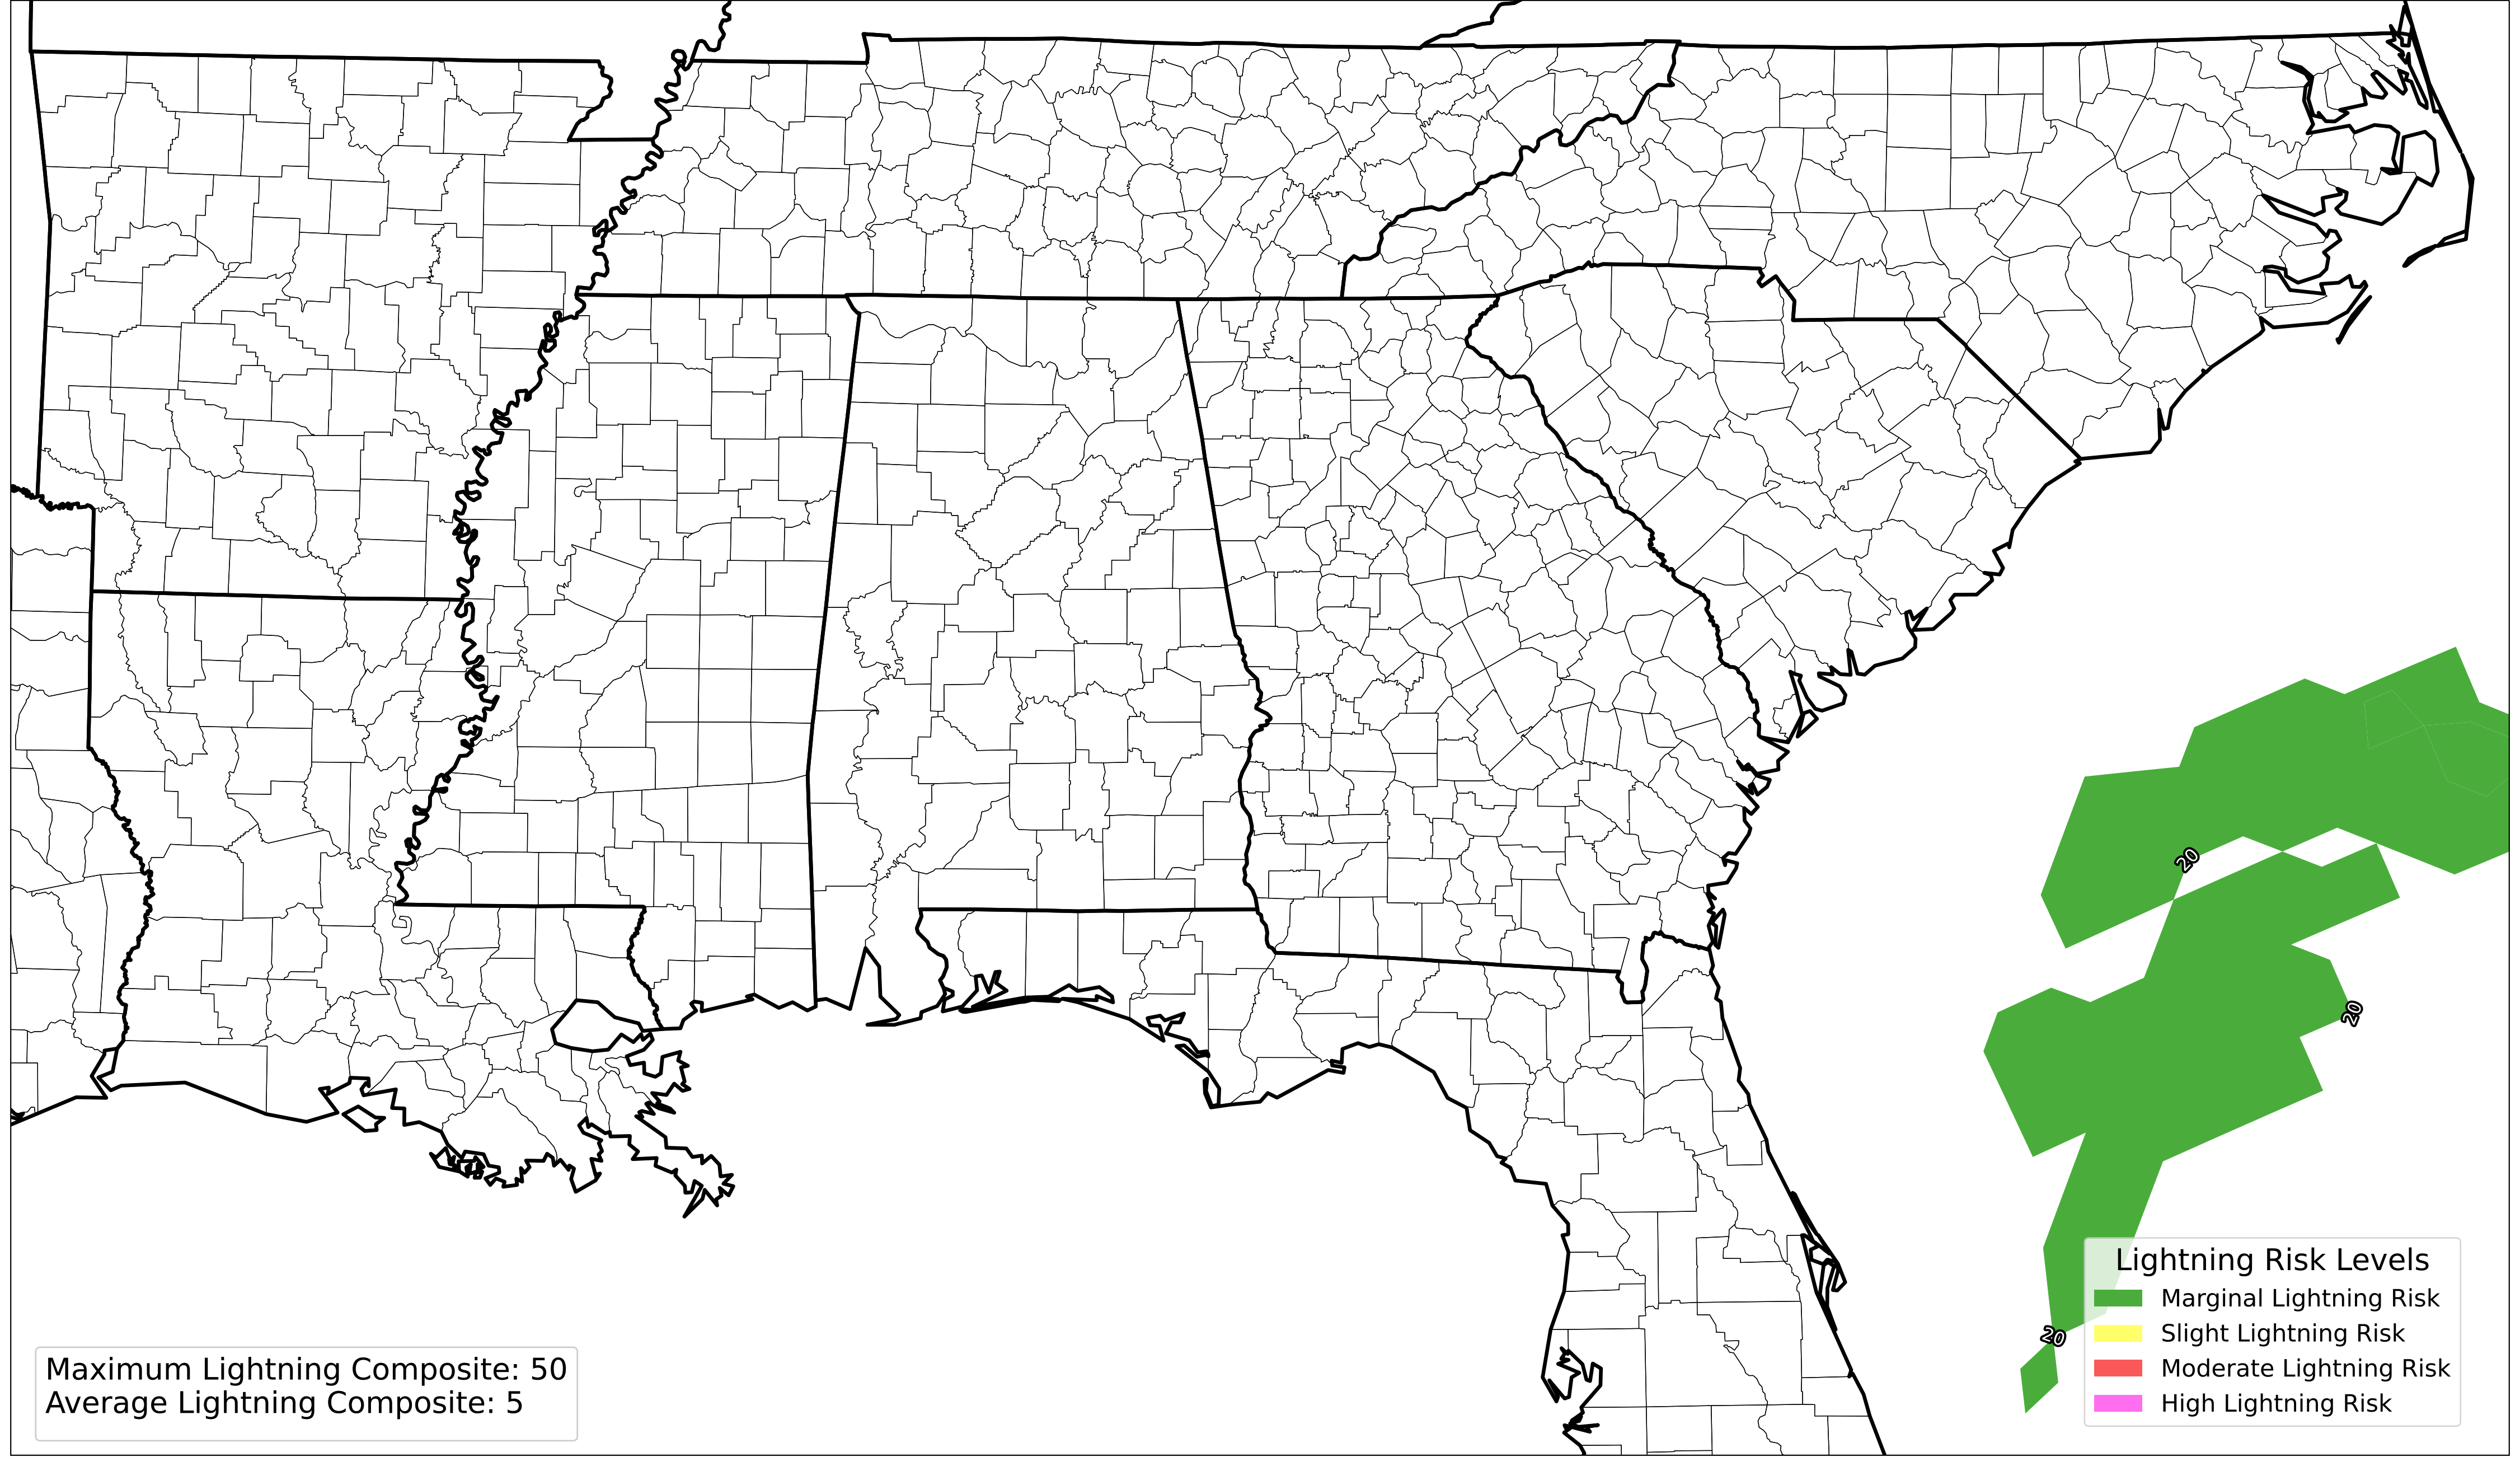 20
20
20
Lightning Risk Levels
Marginal Lightning Risk
Slight Lightning Risk
Moderate Lightning Risk
High Lightning Risk
Maximum Lightning Composite: 50
Average Lightning Composite: 5